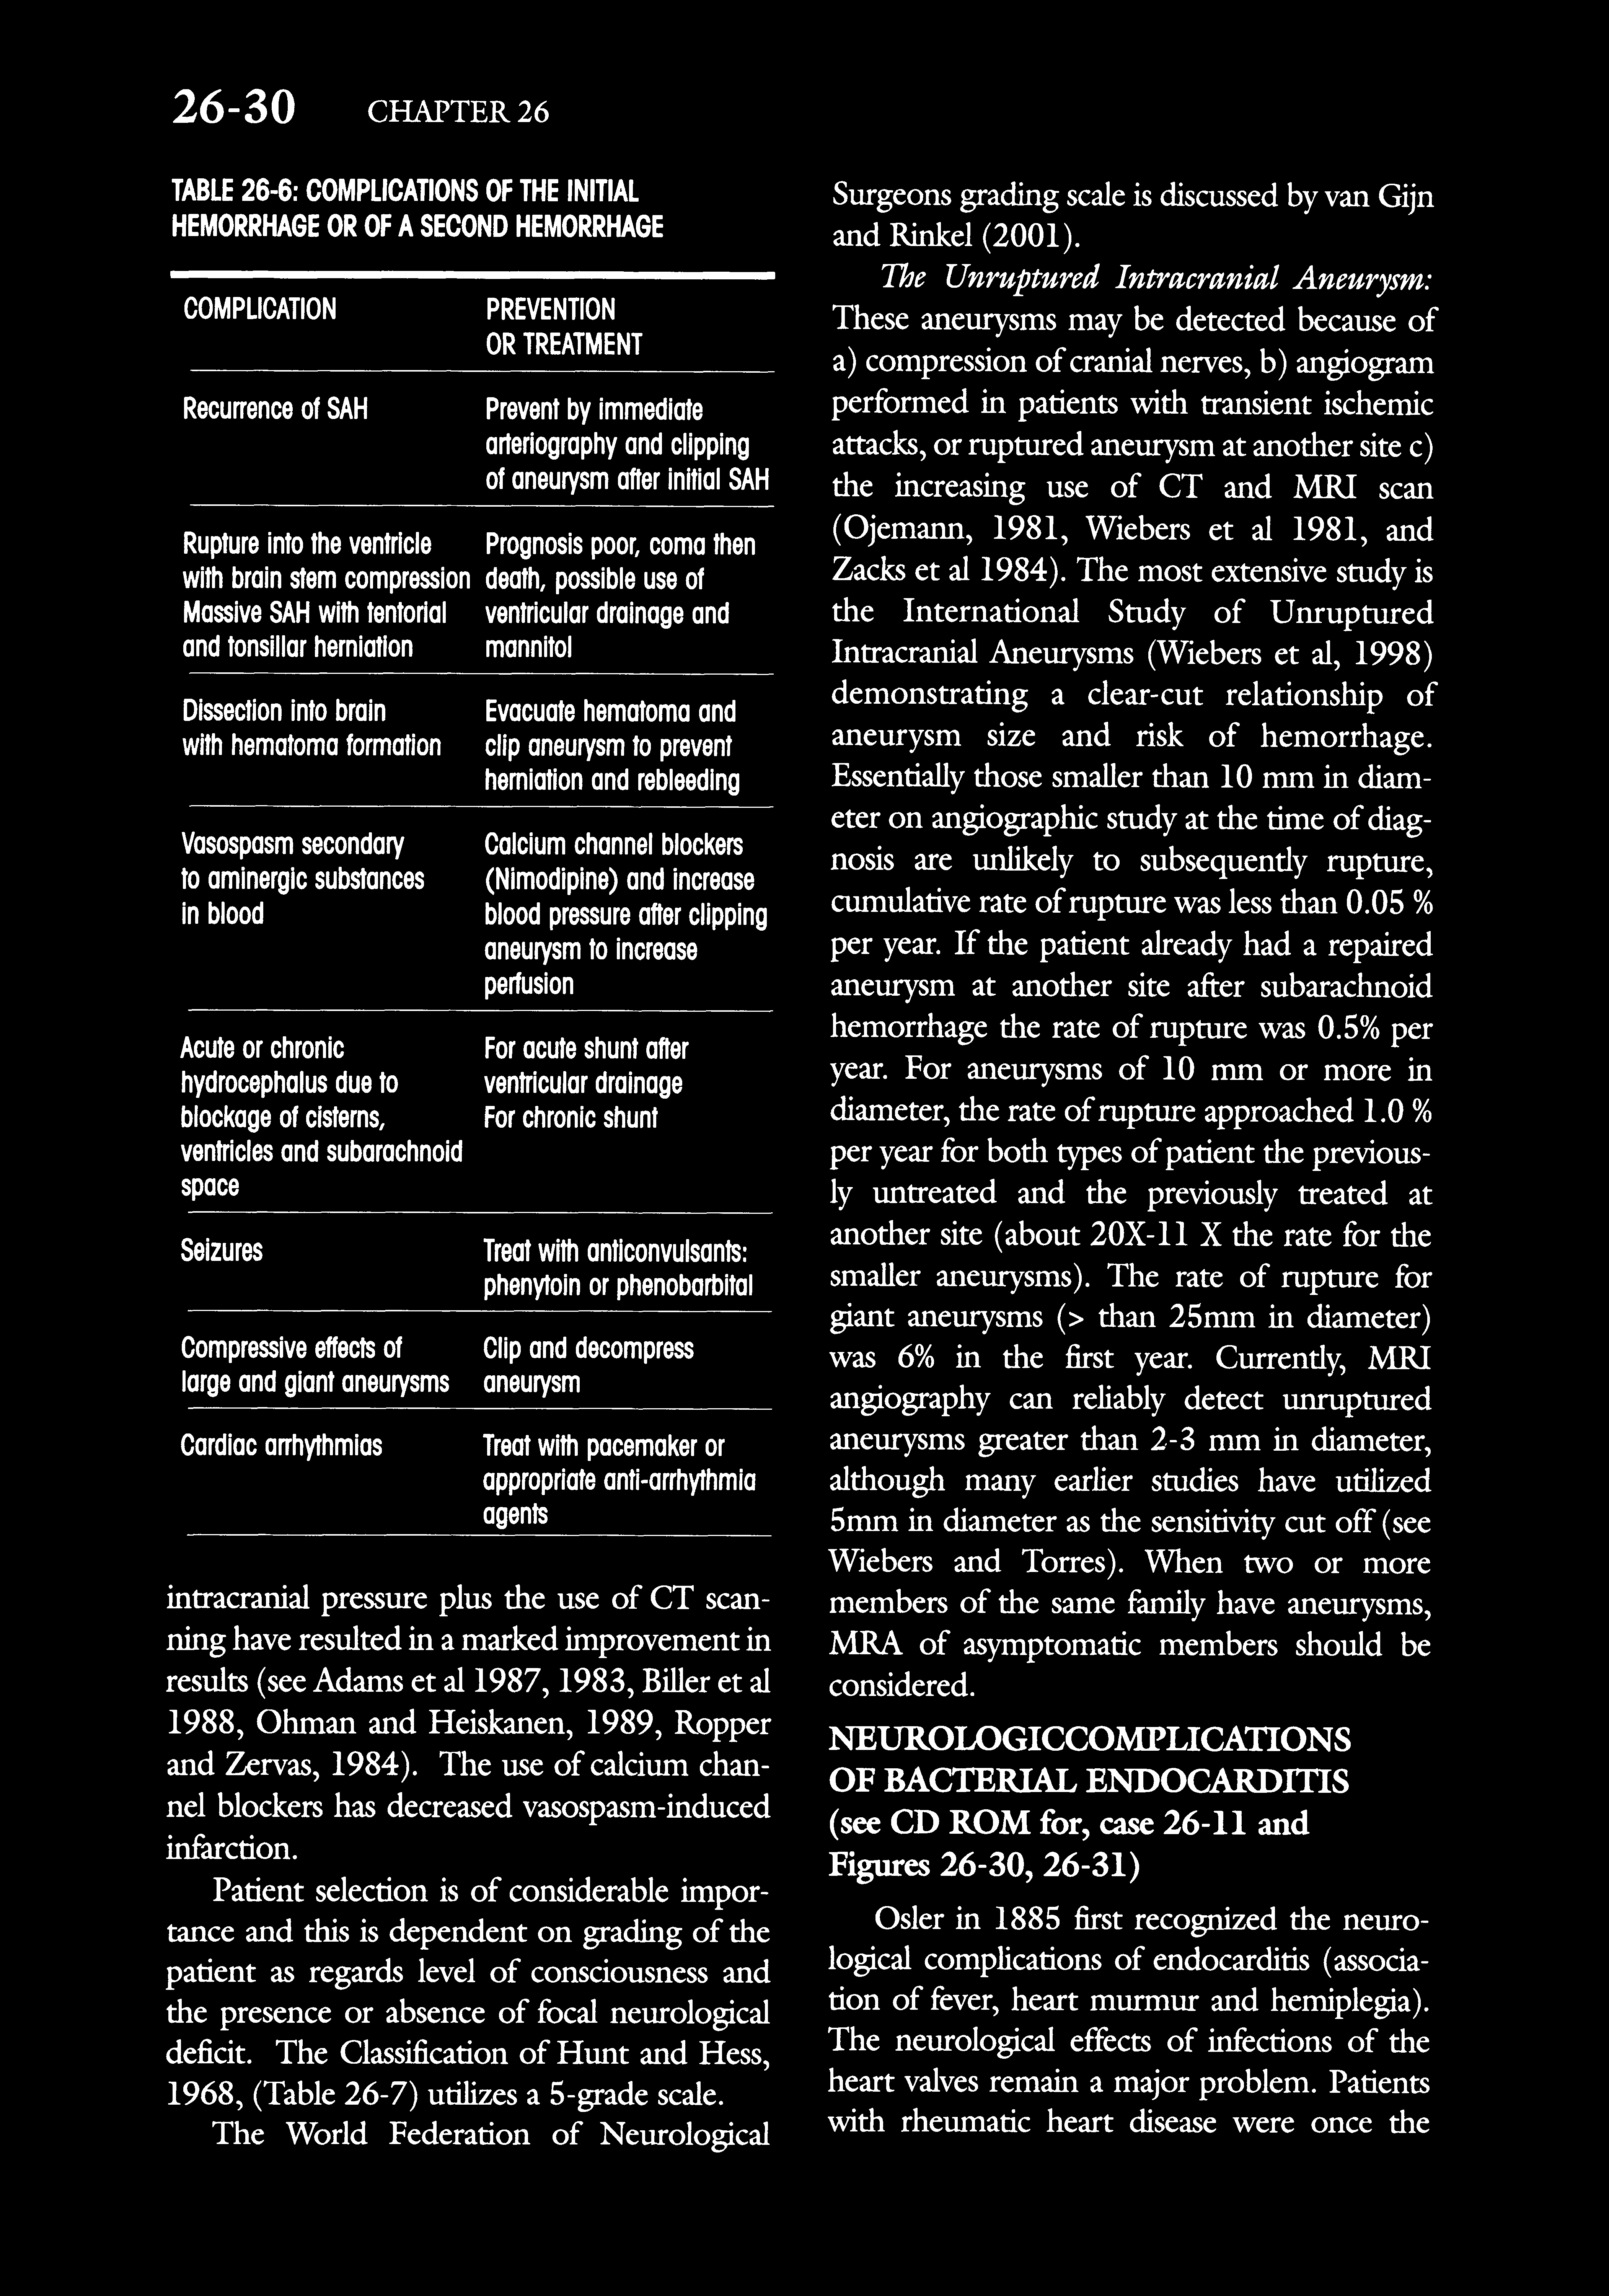 26-30 CHAPTER 26
TABLE 26-6: COMPLICATIONS OF THE INITIAL
HEMORRHAGE OR OF A SECOND HEMORRHAGE
COMPLICATION PREVENTION
OR TREATMENT
Recurrence of SAH Prevent by immediate
arteriography and clipping
of aneurysm after initial SAH
Rupture into the ventricle Prognosis poor, coma then
with brain stem compression death, possible use of
Massive SAH with tentorial ventricular drainage and
and tonsillar herniation mannitol
Dissection into brain Evacuate hematoma and
with hematoma formation clip aneurysm to prevent
herniation and rebleeding
Vasospasm secondary Calcium channel blockers
to aminergic substances (Nimodipine) and increase
in blood blood pressure after clipping
aneurysm to increase
perfusion
Acute or chronic For acute shunt after
hydrocephalus due to ventricular drainage
blockage of cisterns, For chronic shunt
ventricles and subarachnoid
space
Seizures Treat with anticonvulsants:
phenytoin or phenobarbital
Compressive effects of Clip and decompress
large and giant aneurysms aneurysm
Cardiac arrhythmias Treat with pacemaker or
appropriate anti-arrhythmia
agents
intracranial pressure plus the use of CT scan-
ning have resulted in a marked improvement in
results (see Adams et al 1987, 1983, Biller et al
1988, Ohman and Heiskanen, 1989, Ropper
and Zervas, 1984). The use of calcium chan-
nel blockers has decreased vasospasm-induced
infarction.
Patient selection is of considerable impor-
tance and this is dependent on grading of the
patient as regards level of consciousness and
the presence or absence of focal neurological
deficit. The Classification of Hunt and Hess,
1968, (Table 26-7) utilizes a 5-grade scale.
The World Federation of Neurological
Surgeons grading scale is discussed by van Gijn
and Rinkel (2001).
The Unruptured Intracranial Aneurysm:
These aneurysms may be detected because of
a) compression of cranial nerves, b) angiogram
performed in patients with transient ischemic
attacks, or ruptured aneurysm at another site c)
the increasing use of CT and MRI scan
(Ojemann, 1981, Wiebers et al 1981, and
Zacks et al 1984). The most extensive study is
the International Study of Unruptured
Intracranial Aneurysms (Wiebers et al, 1998)
demonstrating a clear-cut relationship of
aneurysm size and risk of hemorrhage.
Essentially those smaller than 10 mm in diam-
eter on angiographic study at the time of diag-
nosis are unlikely to subsequently rupture,
cumulative rate of rupture was less than 0.05 %
per year. If the patient already had a repaired
aneurysm at another site after subarachnoid
hemorrhage the rate of rupture was 0.5% per
year. For aneurysms of 10 mm or more in
diameter, the rate of rupture approached 1.0 %
per year for both types of patient the previous-
ly untreated and the previously treated at
another site (about 20X-11 X the rate for the
smaller aneurysms). The rate of rupture for
giant aneurysms (> than 25mm in diameter)
was 6% in the first year. Currently, MRI
angiography can reliably detect unruptured
aneurysms greater than 2-3 mm in diameter,
although many earlier studies have utilized
5mm in diameter as the sensitivity cut off (see
Wiebers and Torres). When two or more
members of the same family have aneurysms,
MRA of asymptomatic members should be
considered.
NEUROLOGICCOMPLICATIONS
OF BACTERIAL ENDOCARDITIS
(see CD ROM for, case 26-11 and
Figures 26-30, 26-31)
Osler in 1885 first recognized the neuro-
logical complications of endocarditis (associa-
tion of fever, heart murmur and hemiplegia).
The neurological effects of infections of the
heart valves remain a major problem. Patients
with rheumatic heart disease were once the